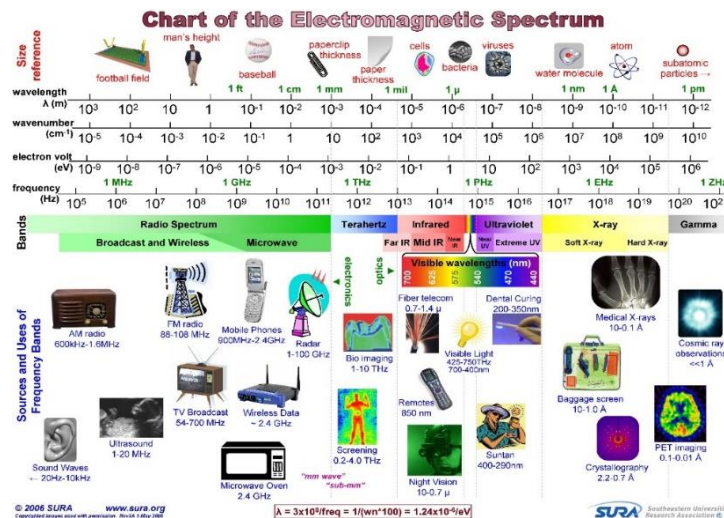 Chart of the Electromagnetic Spectrum
Size reference
football field
man's height
baseball
paperclip thickness
paper thickness
cells
bacteria
viruses
water molecule
atom
subatomic particles →
wavelength λ (m)
1 ft 1 cm 1 mm 1 mil 1 µ 1 nm 1 Å 1 pm
10³ 10² 10 1 10⁻¹ 10⁻² 10⁻³ 10⁻⁴ 10⁻⁵ 10⁻⁶ 10⁻⁷ 10⁻⁸ 10⁻⁹ 10⁻¹⁰ 10⁻¹¹ 10⁻¹²
wavenumber (cm⁻¹)
10⁻⁵ 10⁻⁴ 10⁻³ 10⁻² 10⁻¹ 1 10 10² 10³ 10⁴ 10⁵ 10⁶ 10⁷ 10⁸ 10⁹ 10¹⁰
electron volt (eV)
10⁻⁹ 10⁻⁸ 10⁻⁷ 10⁻⁶ 10⁻⁵ 10⁻⁴ 10⁻³ 10⁻² 10⁻¹ 1 10 10² 10³ 10⁴ 10⁵ 10⁶
frequency (Hz)
1 MHz 1 GHz 1 THz 1 PHz 1 EHz 1 ZHz
10⁵ 10⁶ 10⁷ 10⁸ 10⁹ 10¹⁰ 10¹¹ 10¹² 10¹³ 10¹⁴ 10¹⁵ 10¹⁶ 10¹⁷ 10¹⁸ 10¹⁹ 10²⁰
Bands
Radio Spectrum Terahertz Infrared Ultraviolet X-ray Gamma
Broadcast and Wireless Microwave Far IR Mid IR Near IR Near UV Extreme UV Soft X-ray Hard X-ray
electronics
optics
Visible wavelengths (nm)
700 625 575 540 470 440
Sources and Uses of Frequency Bands
AM radio
600kHz-1.6MHz
FM radio
88-108 MHz
Mobile Phones
900MHz-2.4GHz
Radar
1-100 GHz
Bio imaging
1-10 THz
Fiber telecom
0.7-1.4 µ
Dental Curing
200-350nm
Visible Light
425-750THz
700-400nm
Medical X-rays
10-0.1 Å
Cosmic ray observations
<<1 Å
TV Broadcast
54-700 MHz
Wireless Data
~ 2.4 GHz
Remotes
850 nm
Baggage screen
10-1.0 Å
Sound Waves
← 20Hz-10kHz
Ultrasound
1-20 MHz
Screening
0.2-4.0 THz
Suntan
400-290nm
Crystallography
2.2-0.7 Å
PET imaging
0.1-0.01 Å
Microwave Oven
2.4 GHz
"mm wave"
"sub-mm"
Night Vision
10-0.7 µ
© 2006 SURA www.sura.org
Copyrighted images used with permission.
λ = 3x10⁸/freq = 1/(wn*100) = 1.24x10⁻⁶/eV
SURA
Southeastern
Research